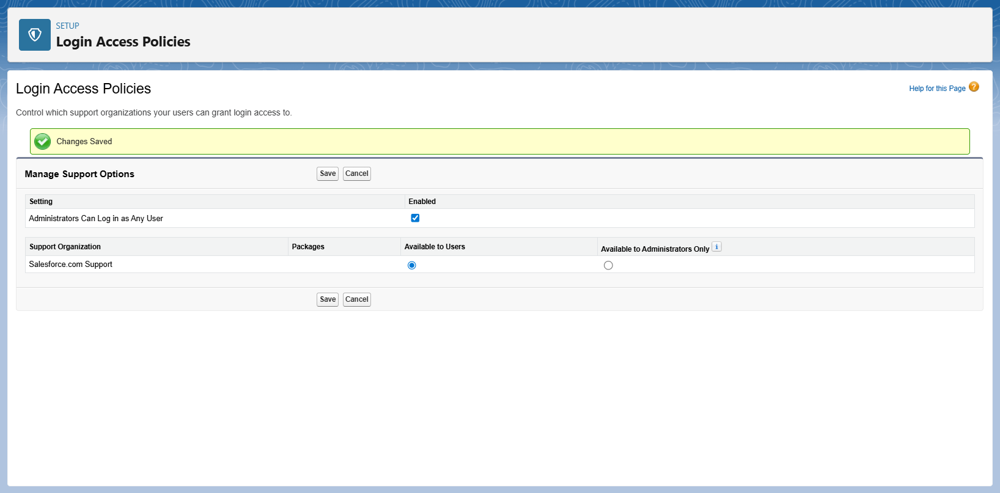 SETUP
Login Access Policies
Login Access Policies
Help for this Page ?
Control which support organizations your users can grant login access to.
Changes Saved
Manage Support Options
Save Cancel
Setting Enabled
Administrators Can Log in as Any User
Support Organization Packages Available to Users Available to Administrators Only i
Salesforce.com Support
Save Cancel